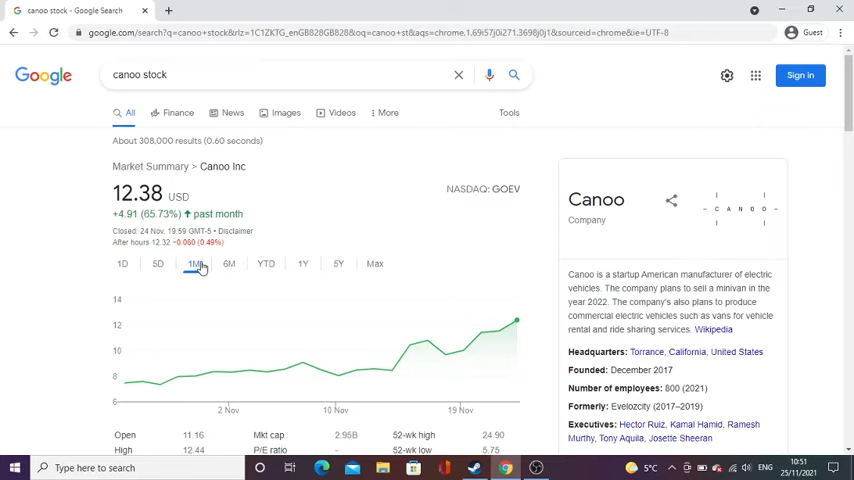 canoo stock - Google Search
google.com/search?q=canoo+stock&rlz=1C1ZKTG_enGB828GB828&oq=canoo+st&aqs=chrome.1.69i57j0i271.3698j0j1&sourceid=chrome&ie=UTF-8
Guest
Google
canoo stock
Sign in
All
Finance
News
Images
Videos
More
Tools
About 308,000 results (0.60 seconds)
Market Summary > Canoo Inc
12.38 USD
NASDAQ: GOEV
+4.91 (65.73%) past month
Closed: 24 Nov, 19.59 GMT-5 • Disclaimer
After hours 12.32 −0.060 (0.49%)
1D
5D
1M
6M
YTD
1Y
5Y
Max
14
12
10
8
6
2 Nov
10 Nov
19 Nov
Open 11.16
Mkt cap 2.95B
52-wk high 24.90
High 12.44
P/E ratio -
52-wk low 5.75
Canoo
Company
CANOO
Canoo is a startup American manufacturer of electric
vehicles. The company plans to sell a minivan in the
year 2022. The company's also plans to produce
commercial electric vehicles such as vans for vehicle
rental and ride sharing services. Wikipedia
Headquarters: Torrance, California, United States
Founded: December 2017
Number of employees: 800 (2021)
Formerly: Evelozcity (2017–2019)
Executives: Hect Ruiz, Kamal Hamid, Ramesh
Murthy, Tony Aquila, Josette Sheeran
Type here to search
5°C
ENG
10:51
25/11/2021